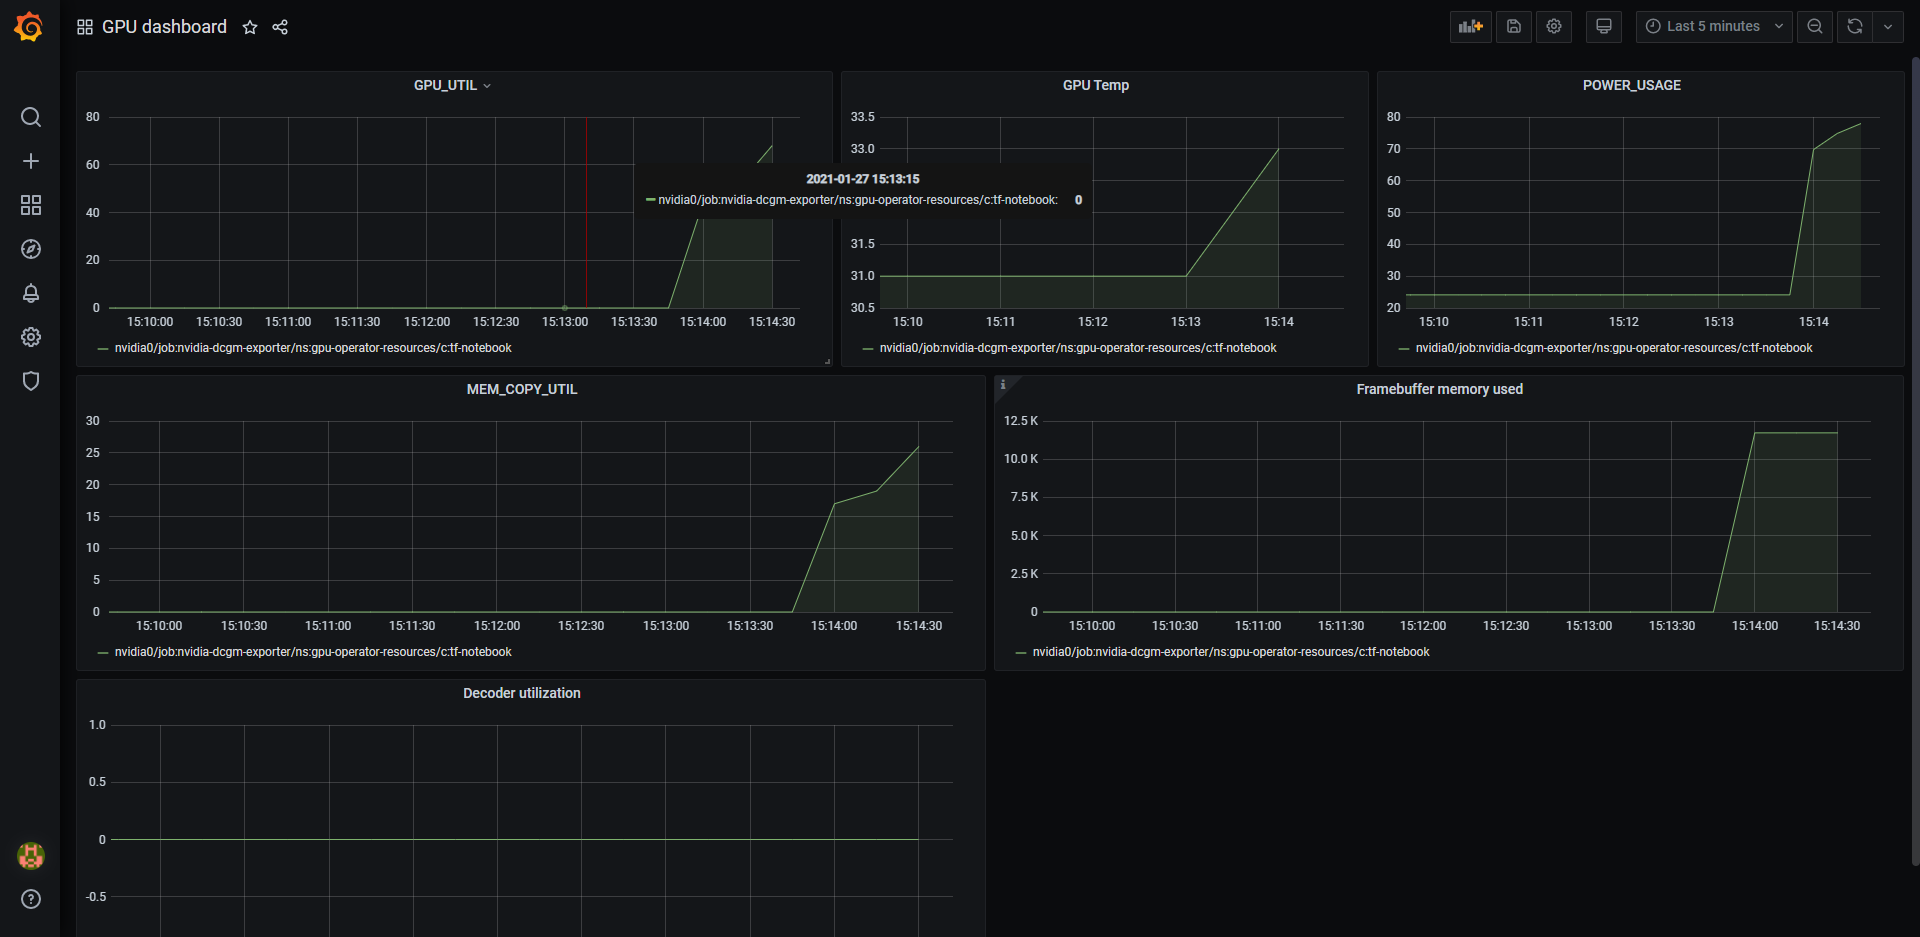 GPU dashboard
Last 5 minutes
GPU_UTIL
80
60
40
20
0
15:10:00 15:10:30 15:11:00 15:11:30 15:12:00 15:12:30 15:13:00 15:13:30 15:14:00 15:14:30
nvidia0/job:nvidia-dcgm-exporter/ns:gpu-operator-resources/c:tf-notebook
2021-01-27 15:13:15
nvidia0/job:nvidia-dcgm-exporter/ns:gpu-operator-resources/c:tf-notebook: 0
GPU Temp
33.5
33.0
31.5
31.0
30.5
15:10 15:11 15:12 15:13 15:14
nvidia0/job:nvidia-dcgm-exporter/ns:gpu-operator-resources/c:tf-notebook
POWER_USAGE
80
70
60
50
40
30
20
15:10 15:11 15:12 15:13 15:14
nvidia0/job:nvidia-dcgm-exporter/ns:gpu-operator-resources/c:tf-notebook
MEM_COPY_UTIL
30
25
20
15
10
5
0
15:10:00 15:10:30 15:11:00 15:11:30 15:12:00 15:12:30 15:13:00 15:13:30 15:14:00 15:14:30
nvidia0/job:nvidia-dcgm-exporter/ns:gpu-operator-resources/c:tf-notebook
i
Framebuffer memory used
12.5 K
10.0 K
7.5 K
5.0 K
2.5 K
0
15:10:00 15:10:30 15:11:00 15:11:30 15:12:00 15:12:30 15:13:00 15:13:30 15:14:00 15:14:30
nvidia0/job:nvidia-dcgm-exporter/ns:gpu-operator-resources/c:tf-notebook
Decoder utilization
1.0
0.5
0
-0.5